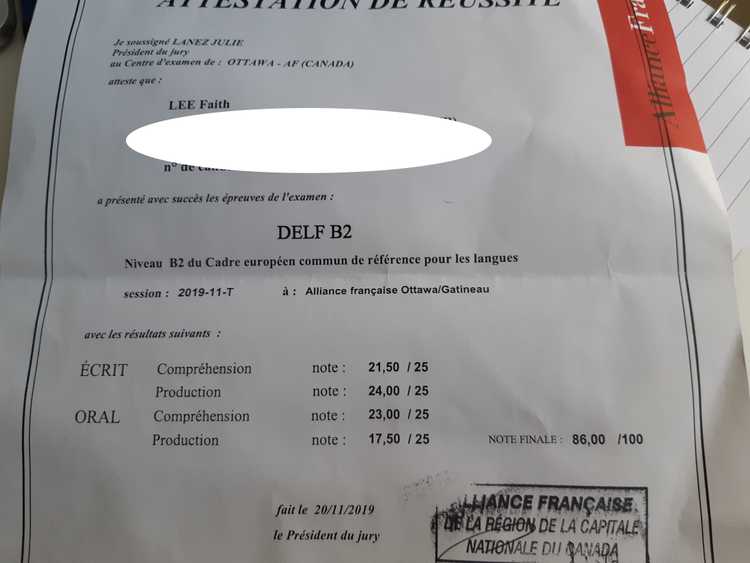 ATTESTATION DE RÉUSSITE
Alliance Fra
Je soussigné LANEZ JULIE
Président du jury
au Centre d'examen de : OTTAWA - AF (CANADA)
atteste que :
LEE Faith
n° de
a présenté avec succès les épreuves de l'examen :
DELF B2
Niveau B2 du Cadre européen commun de référence pour les langues
session : 2019-11-T à : Alliance française Ottawa/Gatineau
avec les résultats suivants :
ÉCRIT Compréhension note : 21,50 / 25
Production note : 24,00 / 25
ORAL Compréhension note : 23,00 / 25
Production note : 17,50 / 25 NOTE FINALE : 86,00 /100
fait le 20/11/2019
le Président du jury
ALLIANCE FRANÇAISE
DE LA RÉGION DE LA CAPITALE
NATIONALE DU CANADA